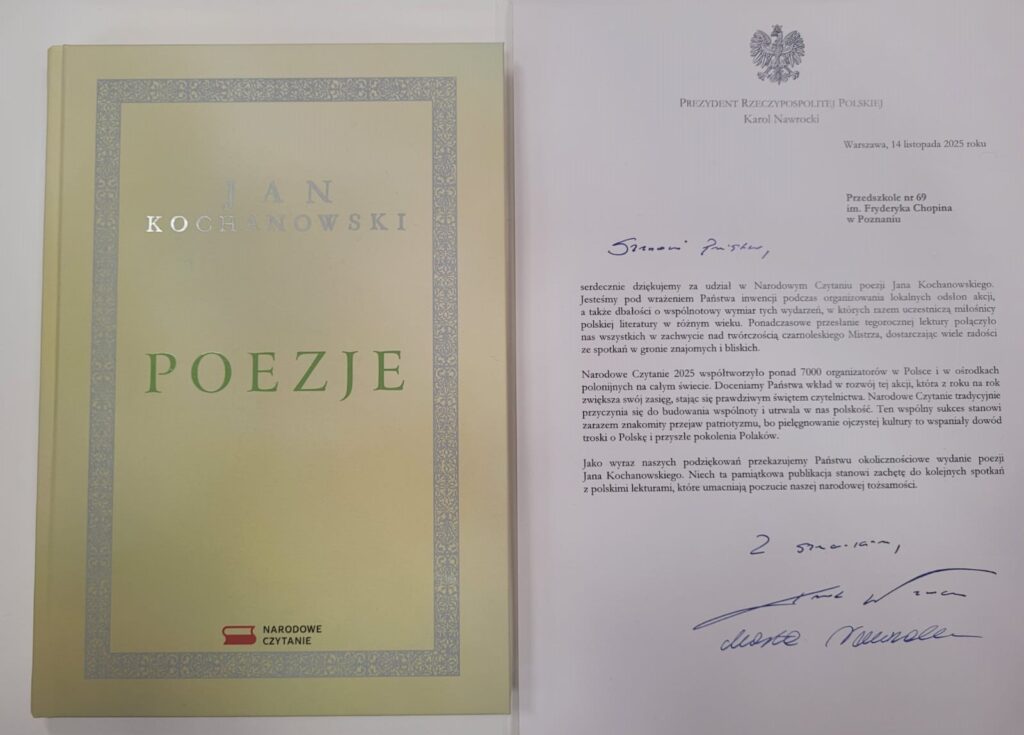 JAN
KOCHANOWSKI
POEZJE
NARODOWE
CZYTANIE
PREZYDENT RZECZYPOSPOLITEJ POLSKIEJ
Karol Nawrocki
Warszawa, 14 listopada 2025 roku
Przedszkole nr 69
im. Fryderyka Chopina
w Poznaniu
Szanowni Państwo,
serdecznie dziękujemy za udział w Narodowym Czytaniu poezji Jana Kochanowskiego.
Jesteśmy pod wrażeniem Państwa inwencji podczas organizowania lokalnych odsłon akcji,
a także dbałości o wspólnotowy wymiar tych wydarzeń, w których razem uczestniczą miłośnicy
polskiej literatury w różnym wieku. Ponadczasowe przesłanie tegorocznej lektury połączyło
nas wszystkich w zachwycie nad twórczością czarnoleskiego Mistrza, dostarczając wiele radości
ze spotkań w gronie znajomych i bliskich.
Narodowe Czytanie 2025 współtworzyło ponad 7000 organizatorów w Polsce i w ośrodkach
polonijnych na całym świecie. Doceniamy Państwa wkład w rozwój tej akcji, która z roku na rok
zwiększa swój zasięg, stając się prawdziwym świętem czytelnictwa. Narodowe Czytanie tradycyjnie
przyczynia się do budowania wspólnoty i utrwala w nas polskość. Ten wspólny sukces stanowi
zarazem znakomity przejaw patriotyzmu, bo pielęgnowanie ojczystej kultury to wspaniały dowód
troski o Polskę i przyszłe pokolenia Polaków.
Jako wyraz naszych podziękowań przekazujemy Państwu okolicznościowe wydanie poezji
Jana Kochanowskiego. Niech ta pamiątkowa publikacja stanowi zachętę do kolejnych spotkań
z polskimi lekturami, które umacniają poczucie naszej narodowej tożsamości.
Z szacunkiem,
Marta Nawrocka